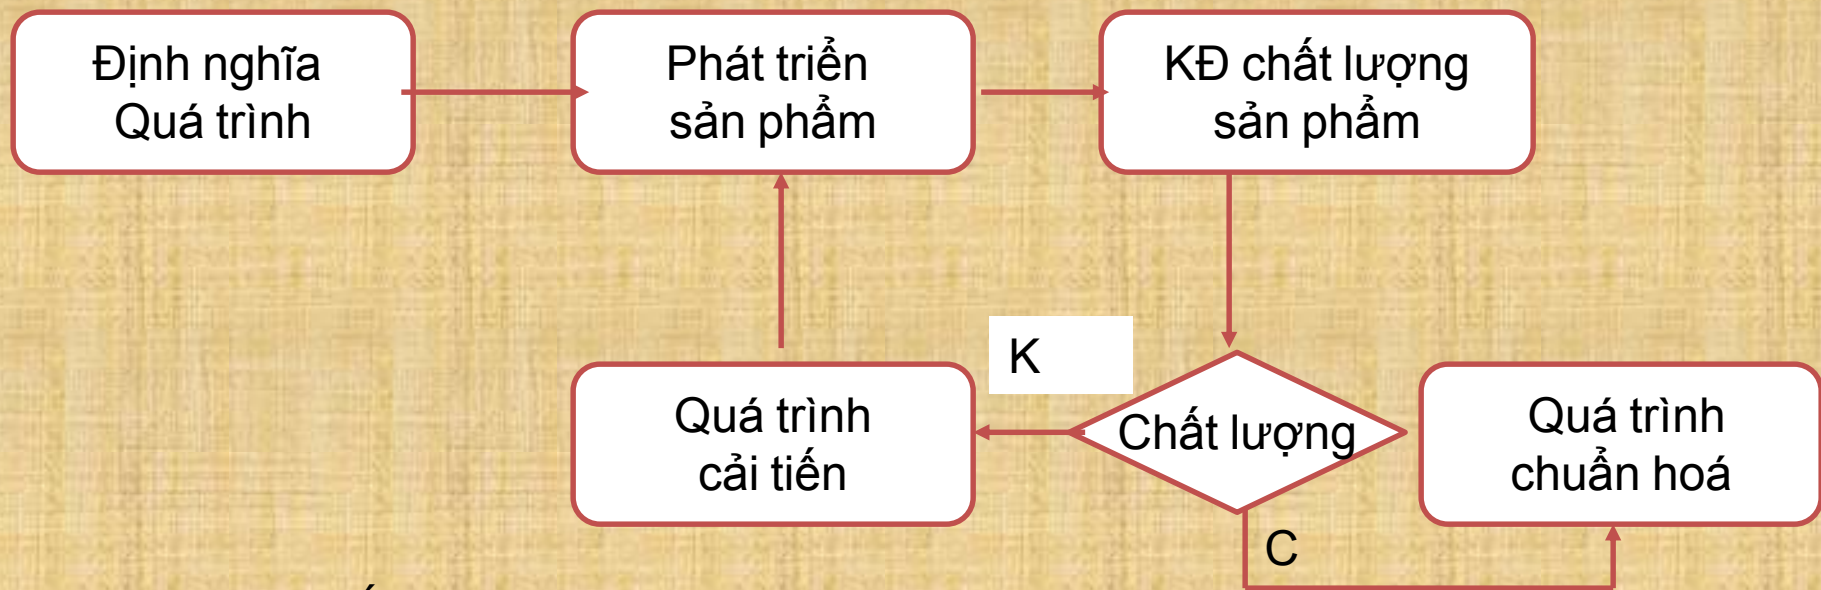 Định nghĩa
Quá trình
Phát triển
sản phẩm
KĐ chất lượng
sản phẩm
K
Quá trình
cải tiến
Chất lượng
Quá trình
chuẩn hoá
C